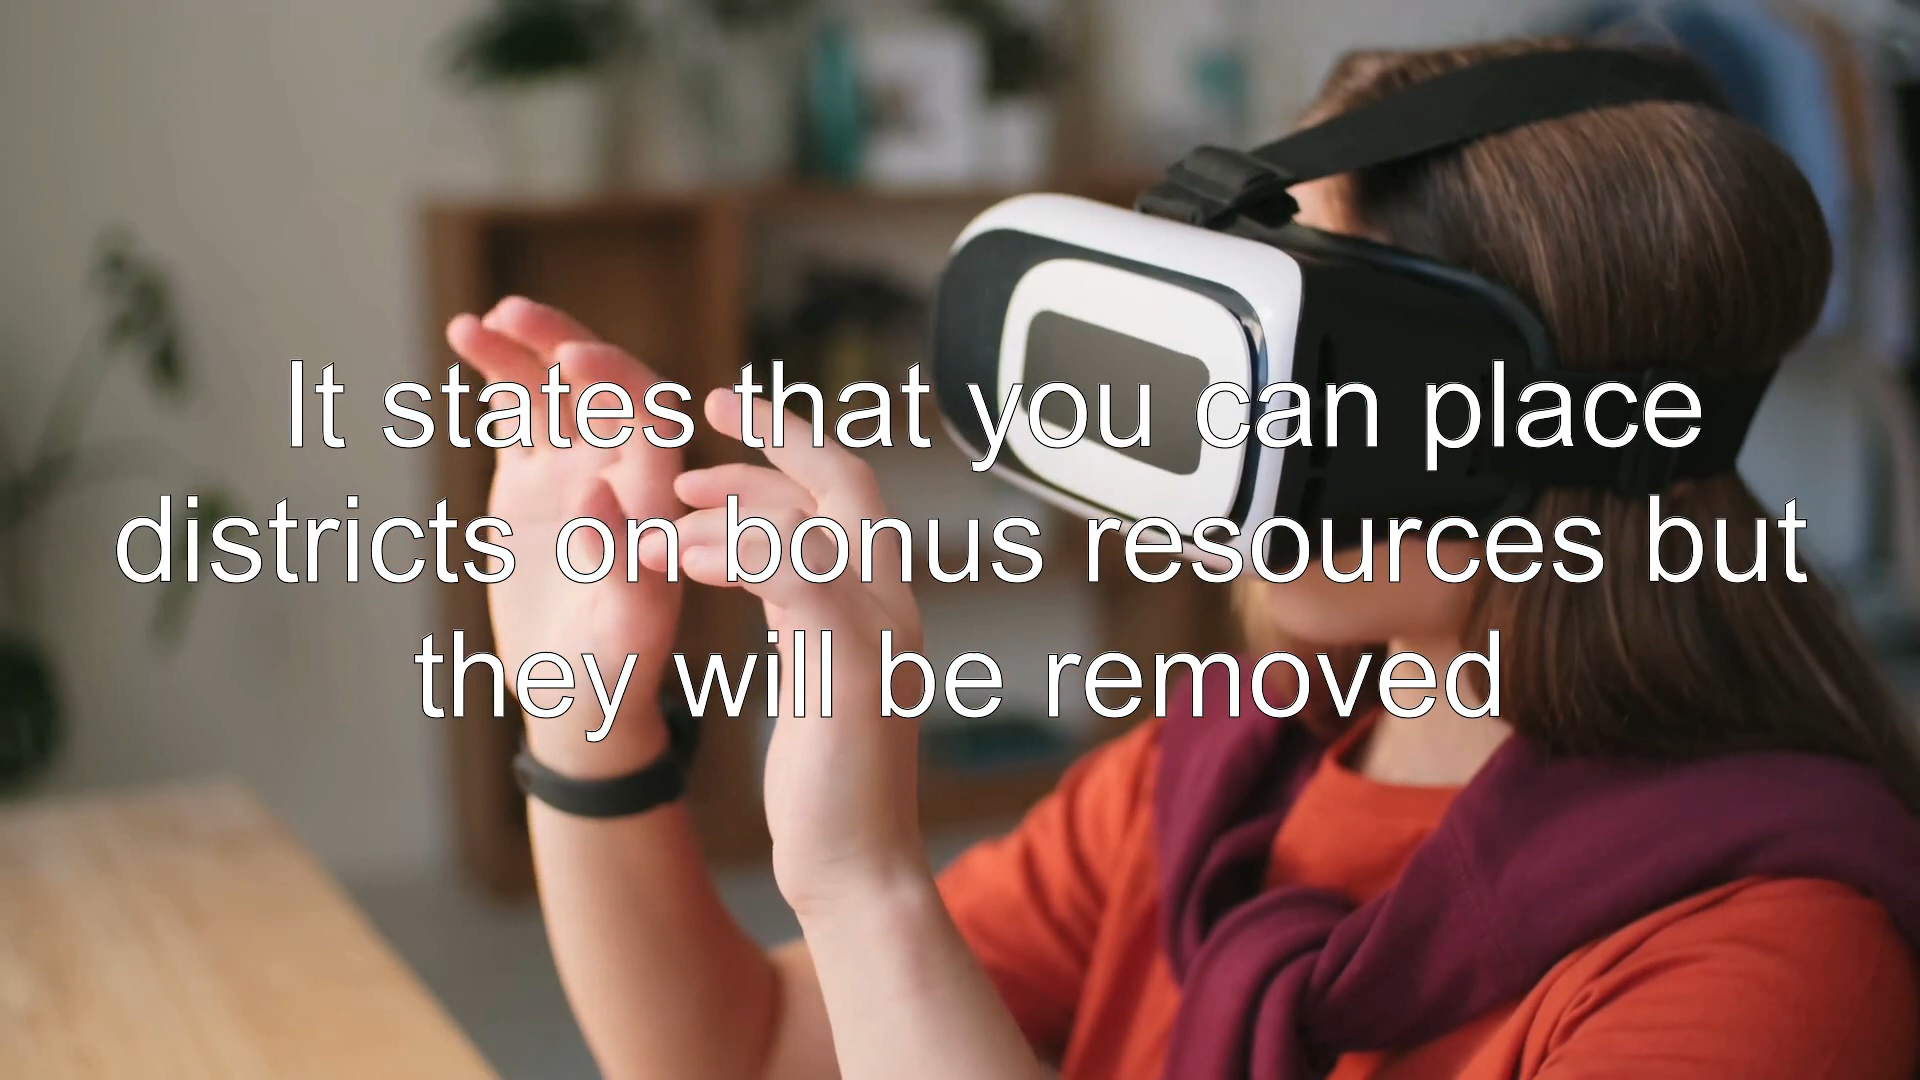 It states that you can place
districts on bonus resources but
they will be removed